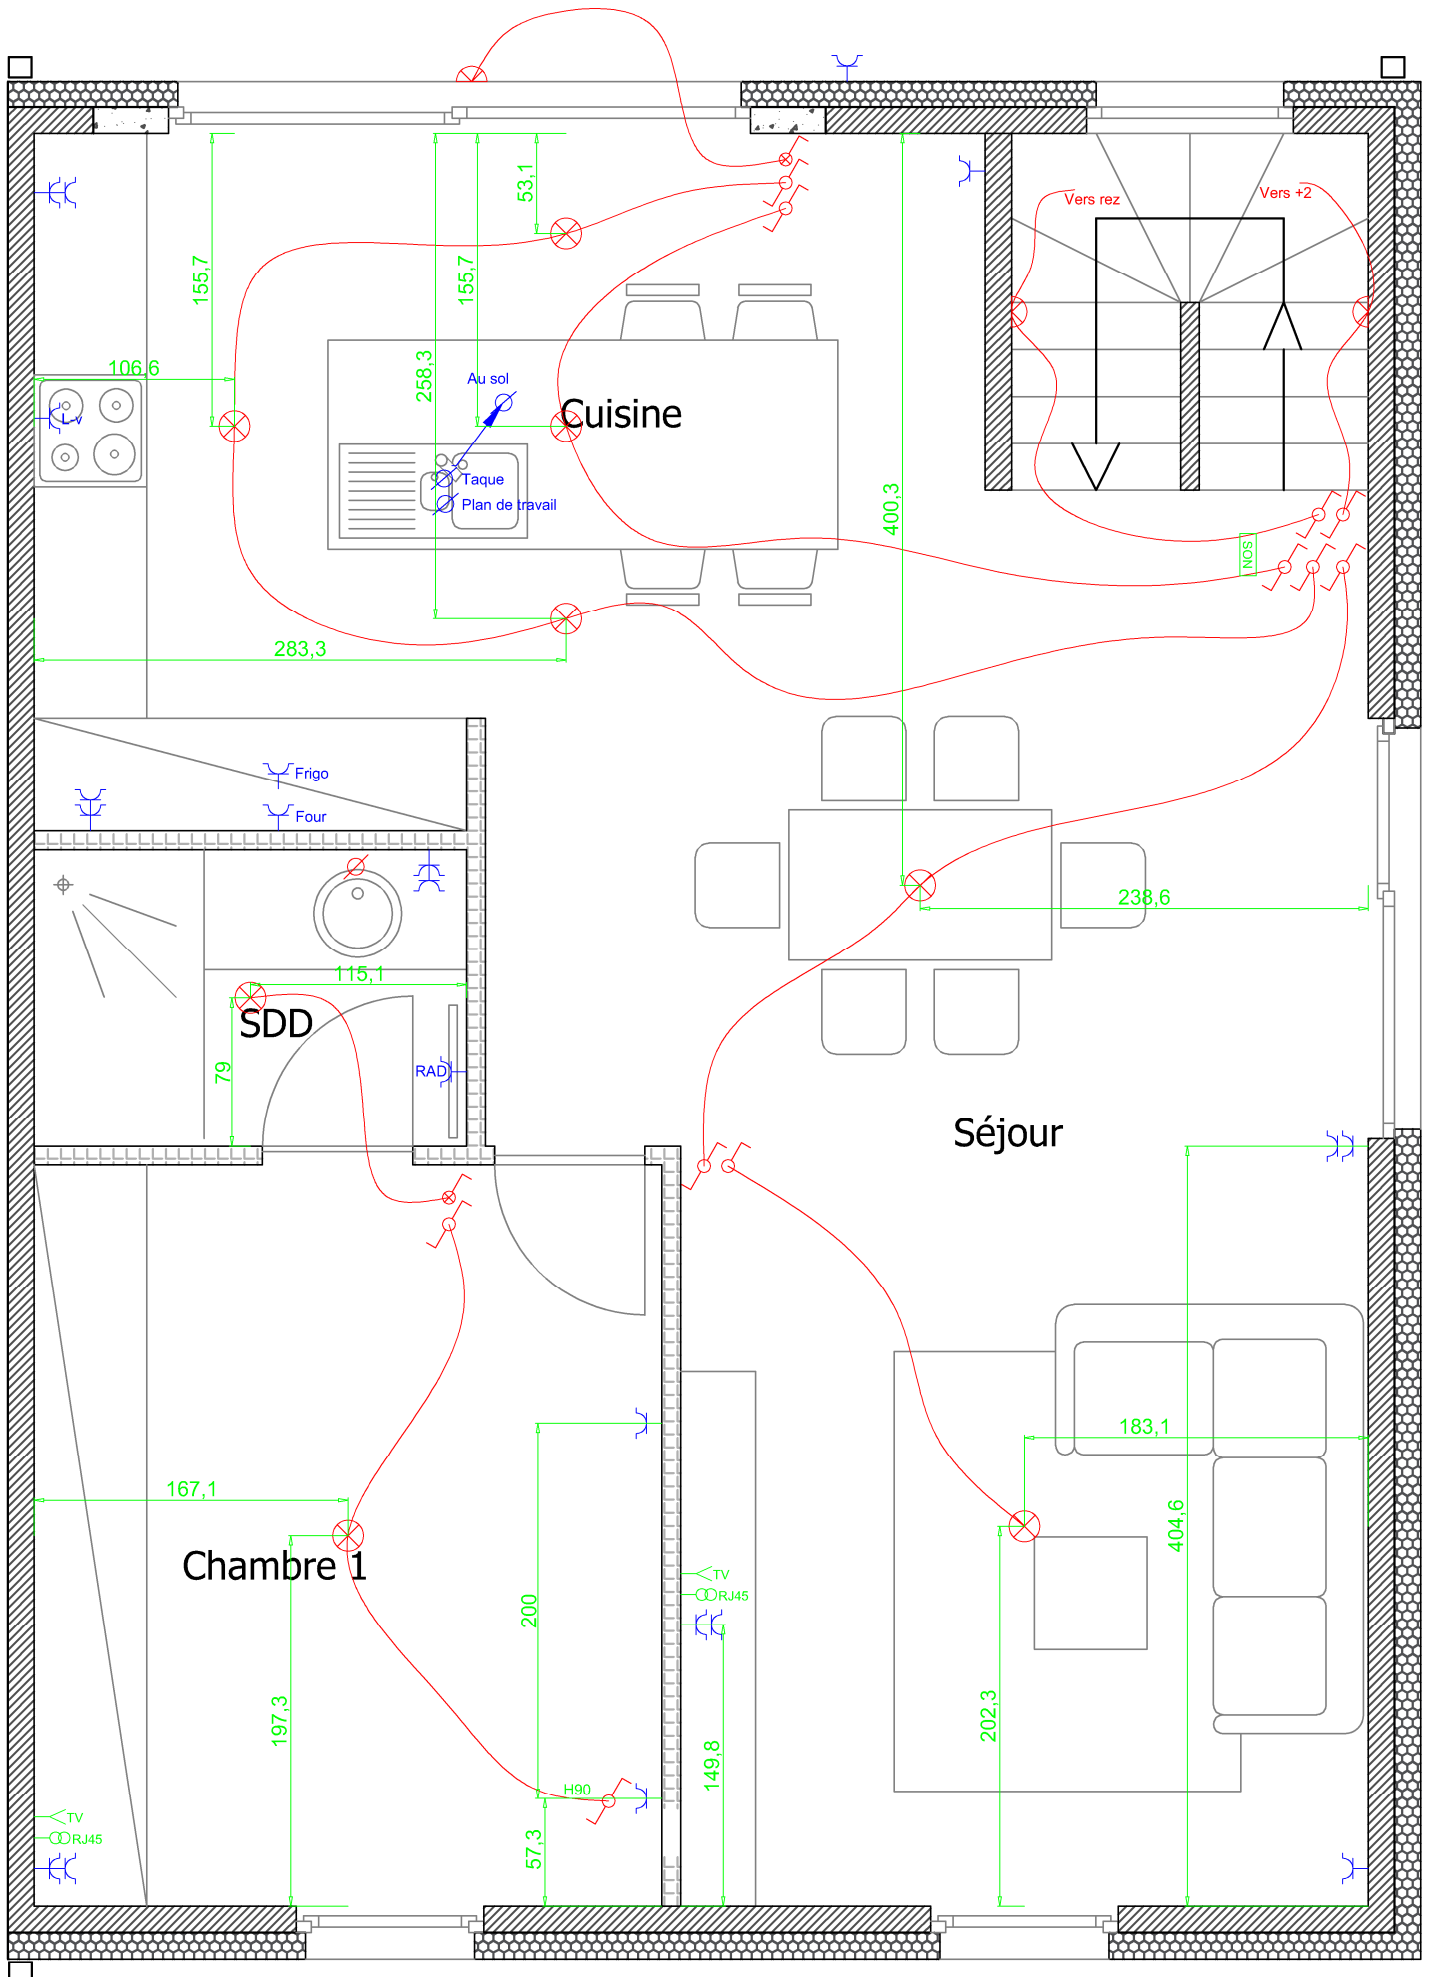 53,1
Vers rez
Vers +2
155,7
155,7
106,6
258,3
Au sol
Cuisine
L-v
Taque
Plan de travail
400,3
SON
283,3
Frigo
Four
238,6
115,1
SDD
79
RAD
Séjour
183,1
404,6
167,1
Chambre 1
TV
RJ45
200
197,3
202,3
149,8
H90
TV
RJ45
57,3